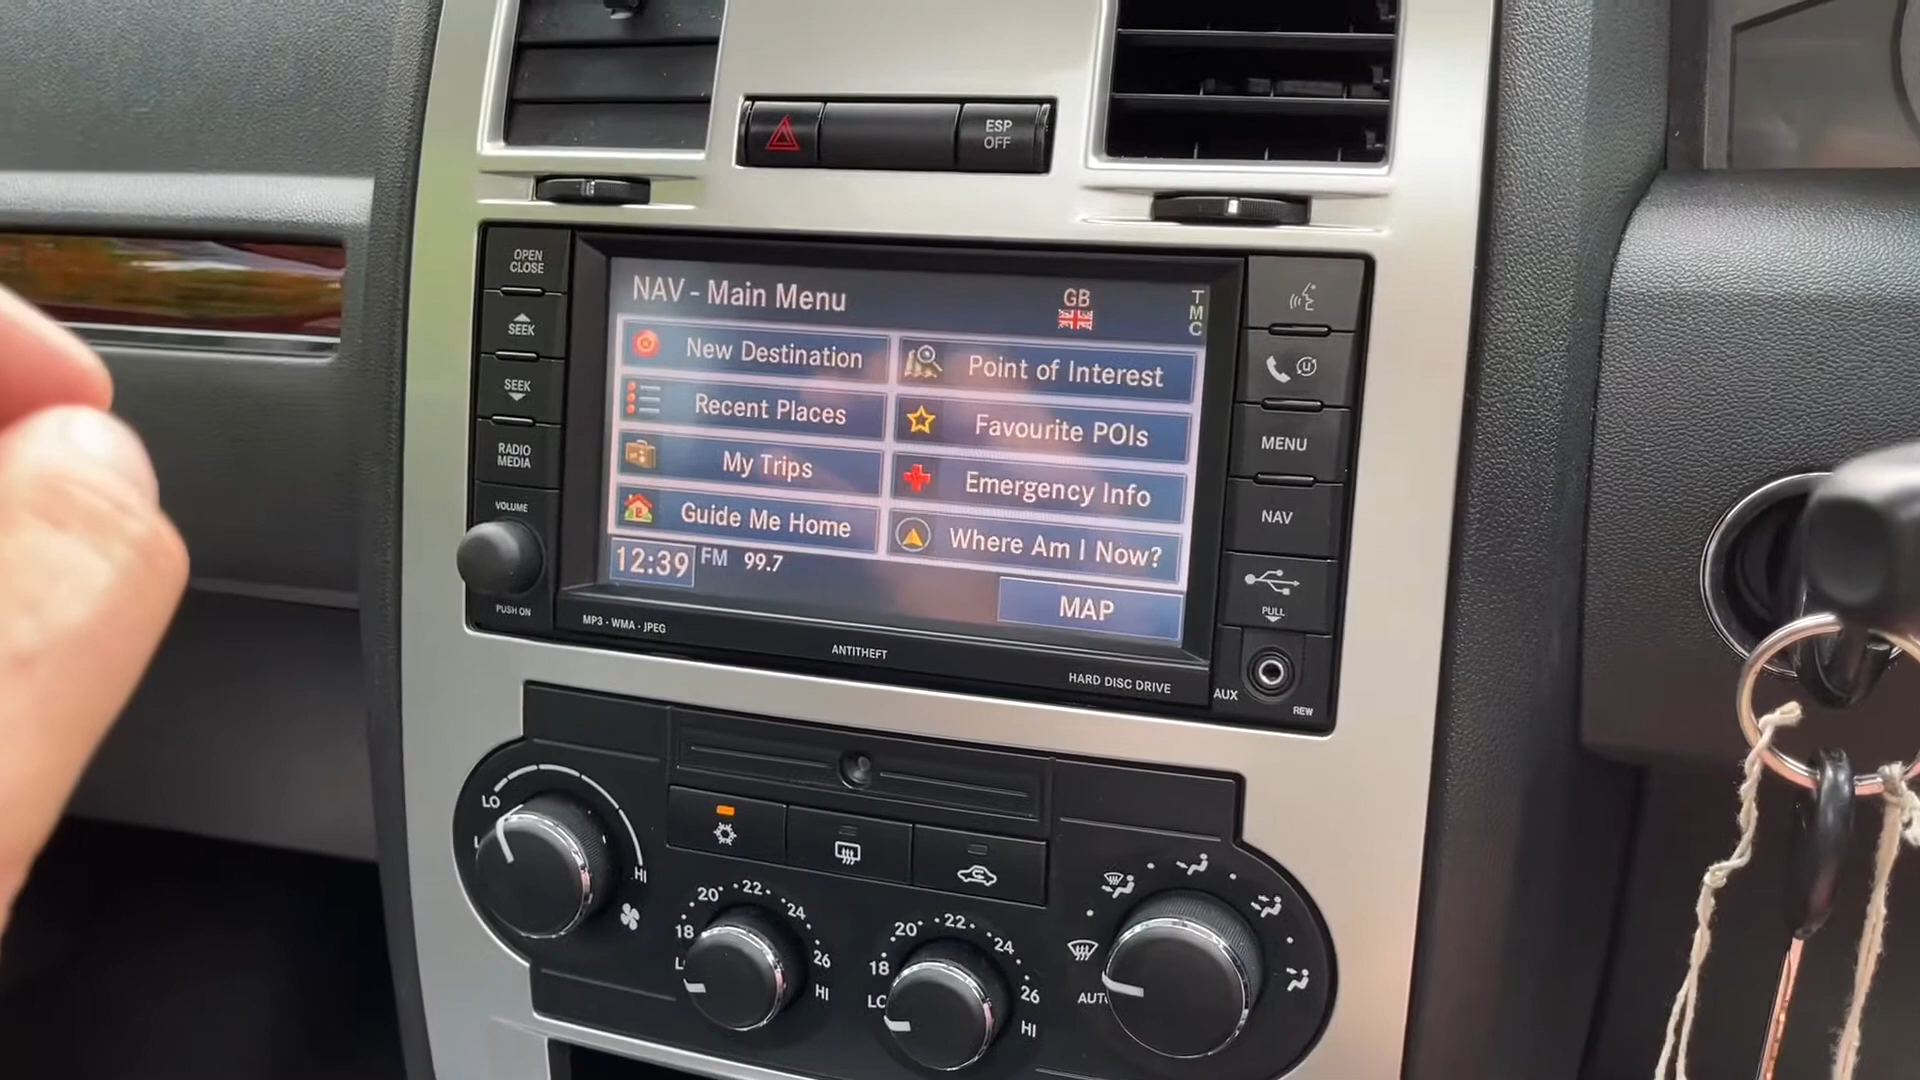 ESP
OFF
OPEN
CLOSE
SEEK
SEEK
RADIO
MEDIA
VOLUME
PUSH ON
NAV - Main Menu
GB
TMC
New Destination
Point of Interest
Recent Places
Favourite POIs
My Trips
Emergency Info
Guide Me Home
Where Am I Now?
12:39 FM 99.7
MAP
MENU
NAV
PULL
AUX
REW
MP3 · WMA · JPEG
ANTITHEFT
HARD DISC DRIVE
LO
HI
18 20 22 24 26 HI
LO 18 20 22 24 26 HI